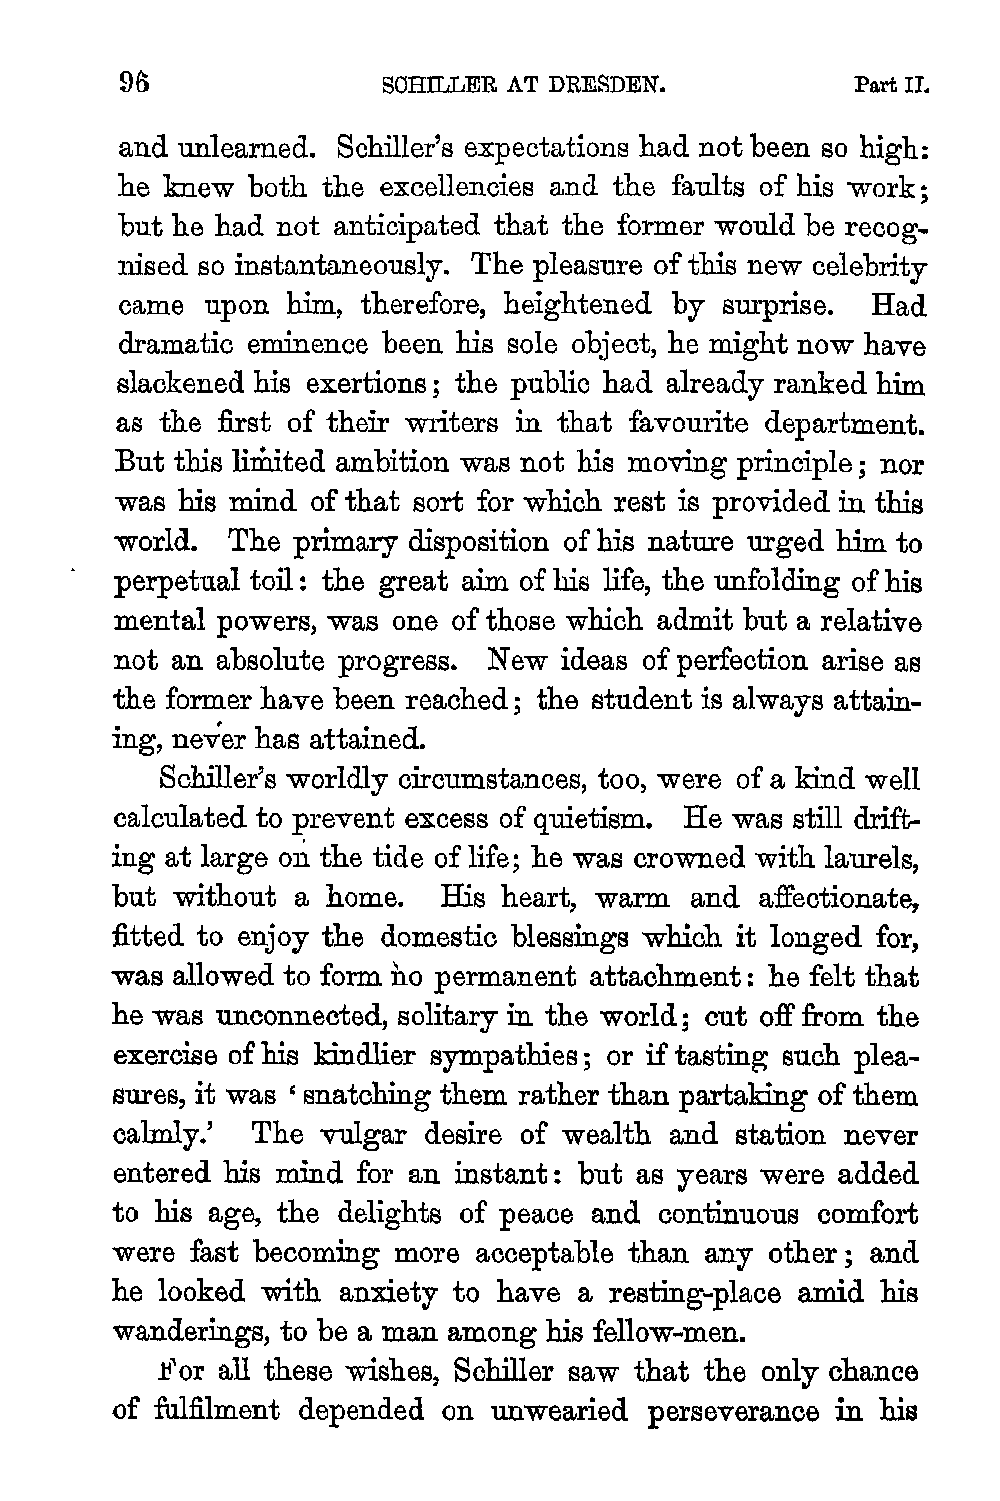 96 SCHILLER AT DRESDEN. Part II.
and unlearned. Schiller's expectations had not been so high:
he knew both the excellencies and the faults of his work;
but he had not anticipated that the former would be recog-
nised so instantaneously. The pleasure of this new celebrity
came upon him, therefore, heightened by surprise. Had
dramatic eminence been his sole object, he might now have
slackened his exertions; the public had already ranked him
as the first of their writers in that favourite department.
But this limited ambition was not his moving principle; nor
was his mind of that sort for which rest is provided in this
world. The primary disposition of his nature urged him to
perpetual toil: the great aim of his life, the unfolding of his
mental powers, was one of those which admit but a relative
not an absolute progress. New ideas of perfection arise as
the former have been reached; the student is always attain-
ing, never has attained.
Schiller's worldly circumstances, too, were of a kind well
calculated to prevent excess of quietism. He was still drift-
ing at large on the tide of life; he was crowned with laurels,
but without a home. His heart, warm and affectionate,
fitted to enjoy the domestic blessings which it longed for,
was allowed to form no permanent attachment: he felt that
he was unconnected, solitary in the world; cut off from the
exercise of his kindlier sympathies; or if tasting such plea-
sures, it was ‘snatching them rather than partaking of them
calmly.’ The vulgar desire of wealth and station never
entered his mind for an instant: but as years were added
to his age, the delights of peace and continuous comfort
were fast becoming more acceptable than any other; and
he looked with anxiety to have a resting-place amid his
wanderings, to be a man among his fellow-men.
For all these wishes, Schiller saw that the only chance
of fulfilment depended on unwearied perseverance in his